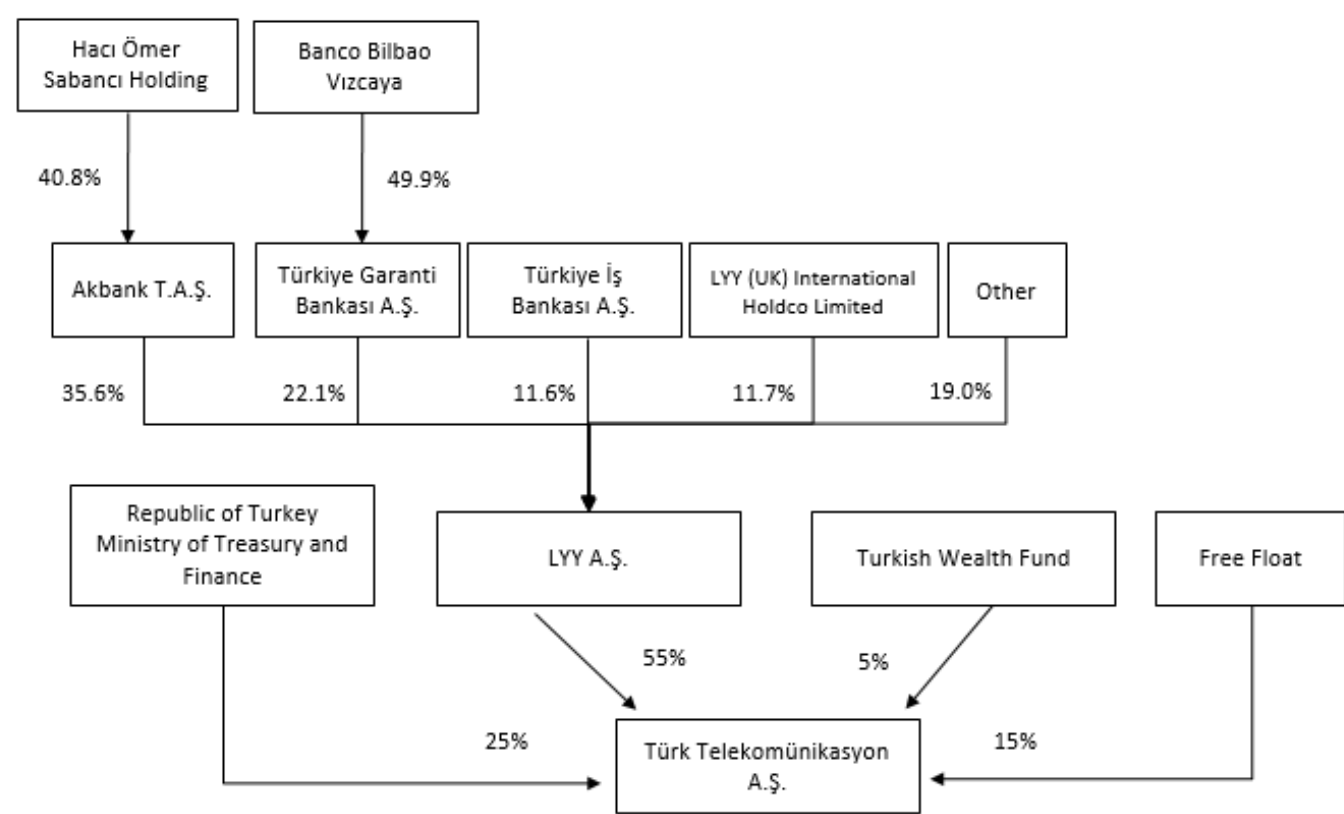 Hacı Ömer
Sabancı Holding
Banco Bilbao
Vızcaya
40.8%
49.9%
Akbank T.A.Ş.
Türkiye Garanti
Bankası A.Ş.
Türkiye İş
Bankası A.Ş.
LYY (UK) International
Holdco Limited
Other
35.6%
22.1%
11.6%
11.7%
19.0%
Republic of Turkey
Ministry of Treasury and
Finance
LYY A.Ş.
Turkish Wealth Fund
Free Float
55%
5%
25%
15%
Türk Telekomünikasyon
A.Ş.